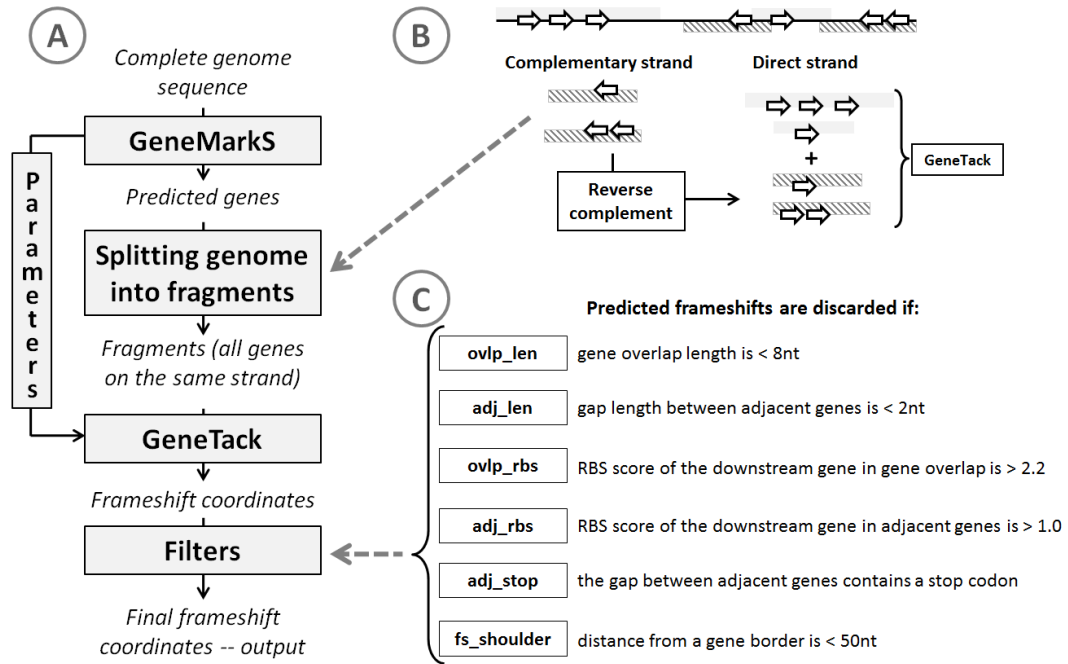 A
Complete genome
sequence
GeneMarkS
Parameters
Predicted genes
Splitting genome
into fragments
Fragments (all genes
on the same strand)
GeneTack
Frameshift coordinates
Filters
Final frameshift
coordinates -- output
B
Complementary strand
Direct strand
+
Reverse
complement
GeneTack
C
Predicted frameshifts are discarded if:
ovlp_len gene overlap length is < 8nt
adj_len gap length between adjacent genes is < 2nt
ovlp_rbs RBS score of the downstream gene in gene overlap is > 2.2
adj_rbs RBS score of the downstream gene in adjacent genes is > 1.0
adj_stop the gap between adjacent genes contains a stop codon
fs_shoulder distance from a gene border is < 50nt